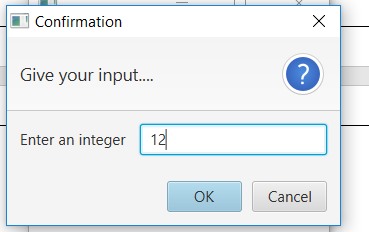 Confirmation
Give your input....
Enter an integer 12
OK Cancel